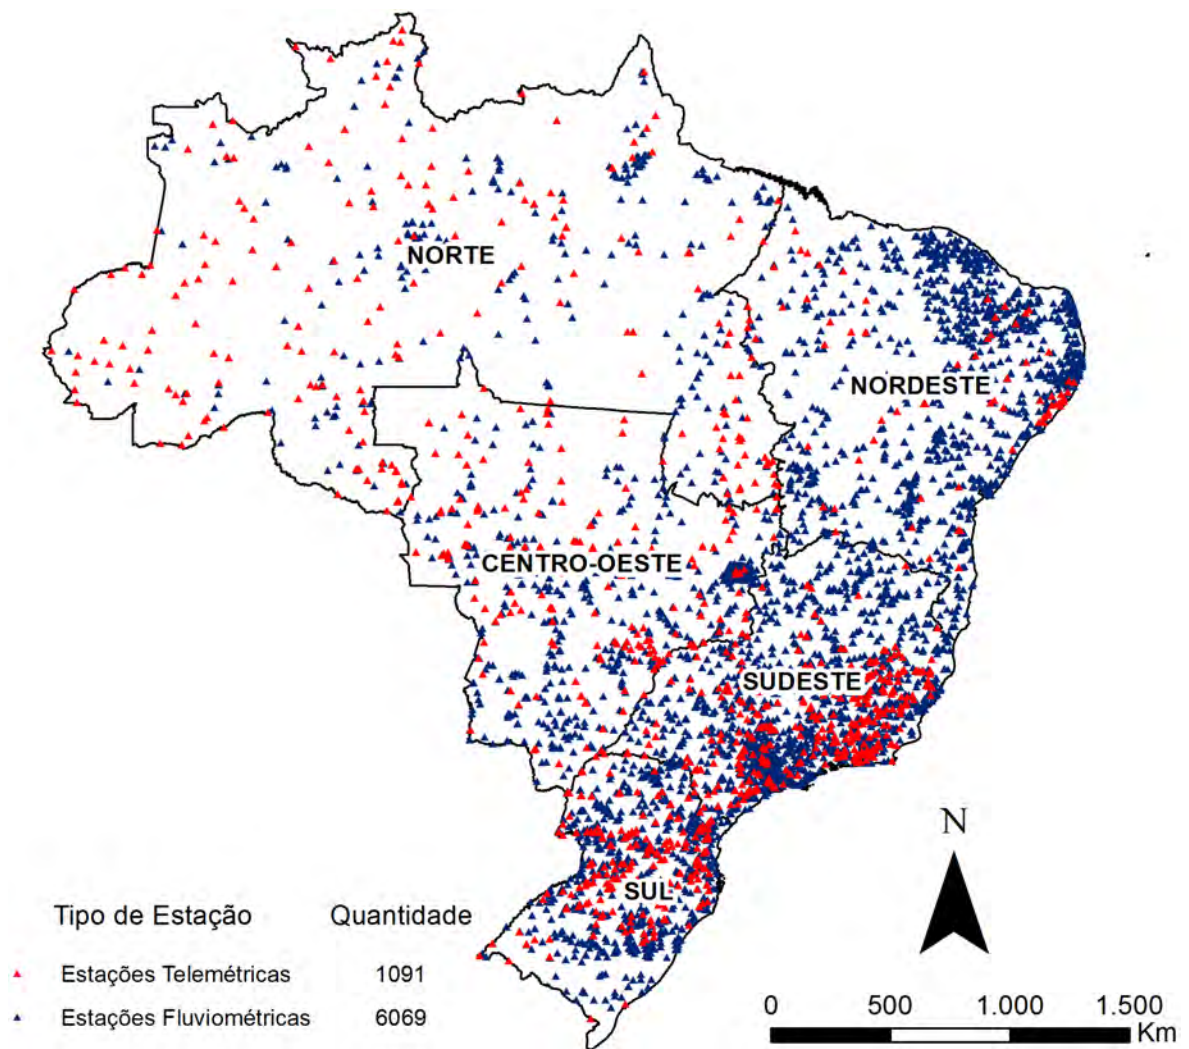 NORTE
NORDESTE
CENTRO-OESTE
SUDESTE
SUL
N
Tipo de Estação Quantidade
Estações Telemétricas 1091
Estações Fluviométricas 6069
0 500 1.000 1.500
Km